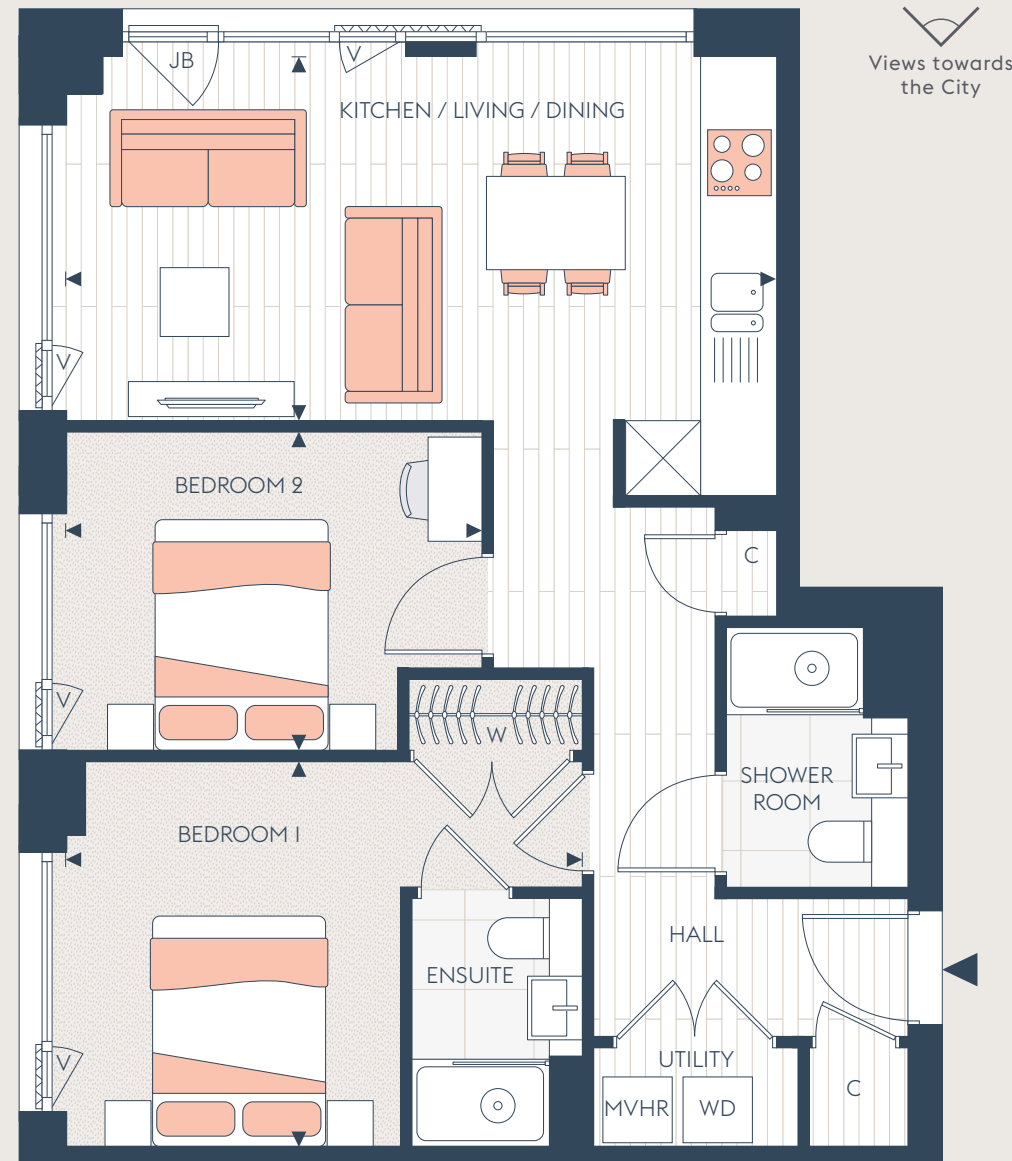 Views towards
the City
JB
V
KITCHEN / LIVING / DINING
V
BEDROOM 2
C
V
W
SHOWER
ROOM
BEDROOM 1
HALL
ENSUITE
UTILITY
V
MVHR
WD
C